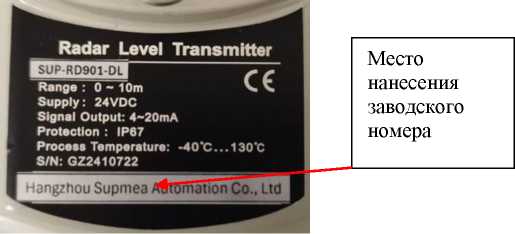 Radar Level Transmitter
SUP-RD901-DL
CE
Range : 0 ~ 10m
Supply : 24VDC
Signal Output: 4~20mA
Protection : IP67
Process Temperature: -40℃...130℃
S/N: GZ2410722
Hangzhou Supmea Automation Co., Ltd
Место
нанесения
заводского
номера